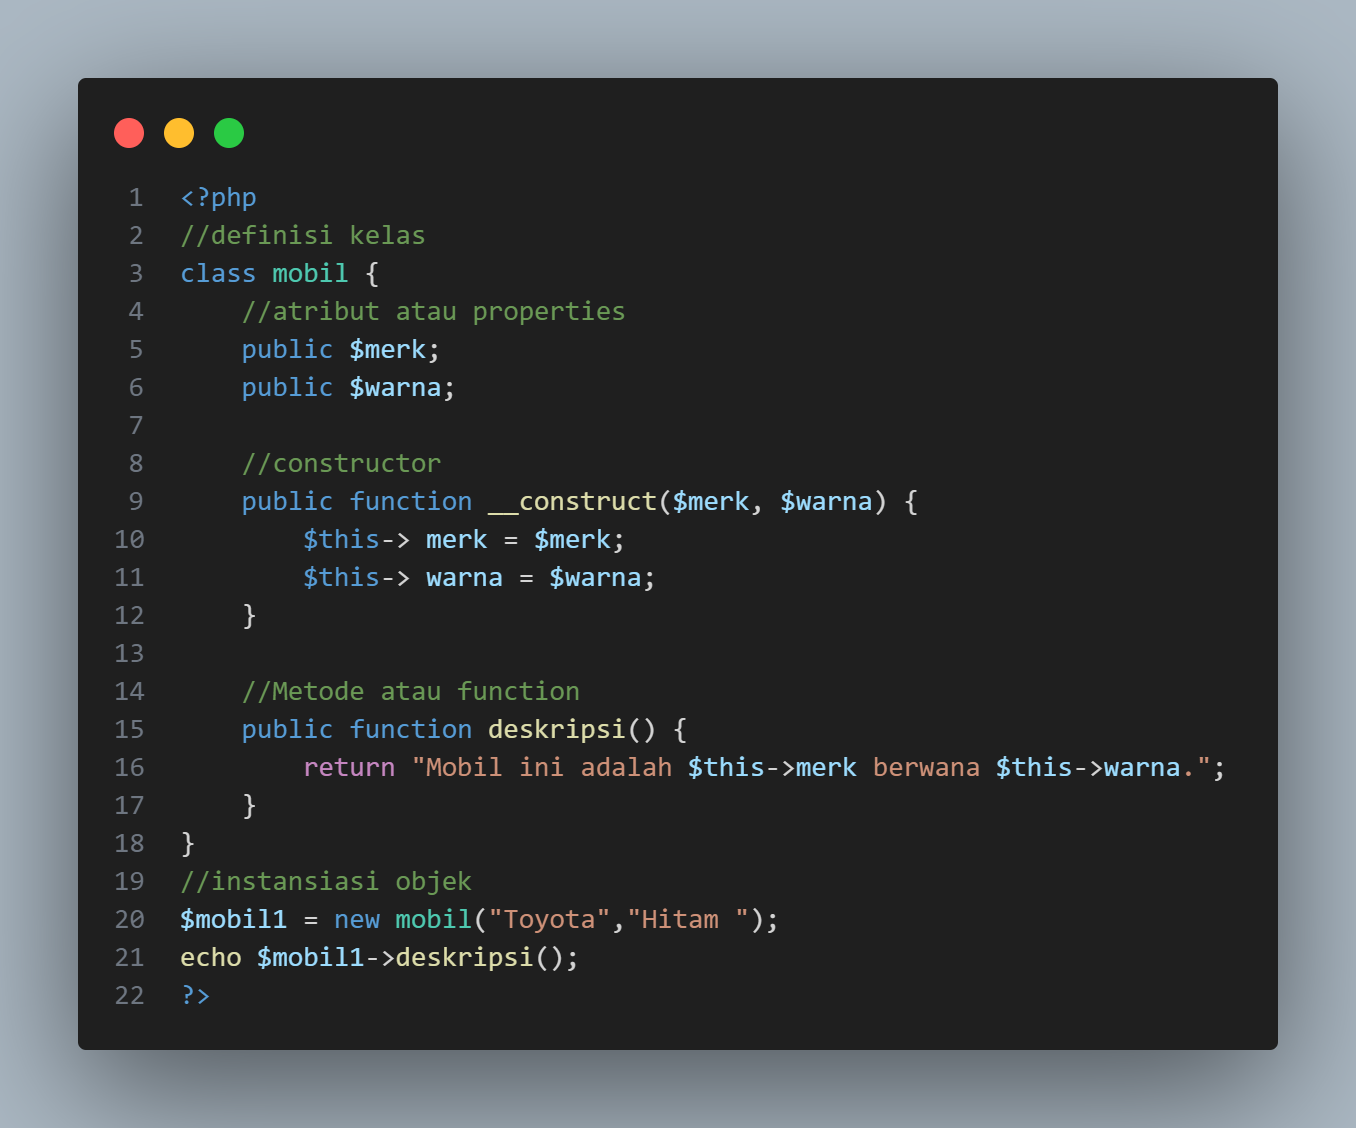 1 <?php
2 //definisi kelas
3 class mobil {
4     //atribut atau properties
5     public $merk;
6     public $warna;
7
8     //constructor
9     public function __construct($merk, $warna) {
10         $this-> merk = $merk;
11         $this-> warna = $warna;
12     }
13
14     //Metode atau function
15     public function deskripsi() {
16         return "Mobil ini adalah $this->merk berwana $this->warna.";
17     }
18 }
19 //instansiasi objek
20 $mobil1 = new mobil("Toyota","Hitam ");
21 echo $mobil1->deskripsi();
22 ?>